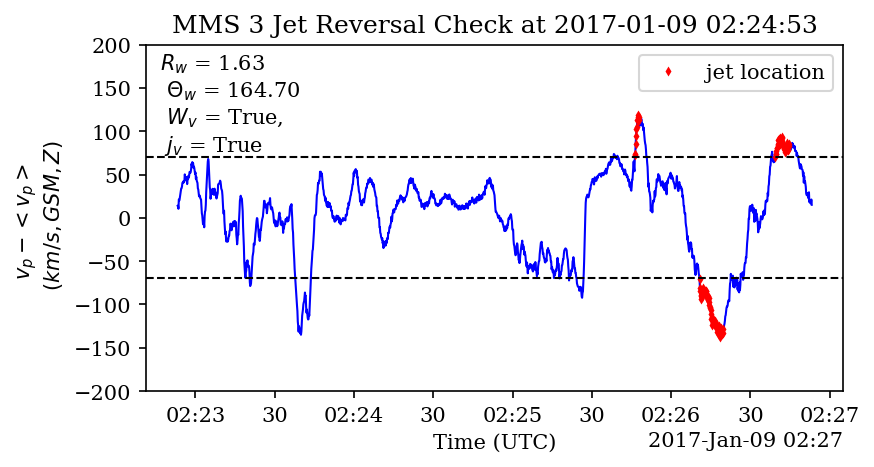 MMS 3 Jet Reversal Check at 2017-01-09 02:24:53
R_w = 1.63
Θ_w = 164.70
W_v = True,
j_v = True
jet location
v_p − <v_p>
(km/s, GSM, Z)
200
150
100
50
0
−50
−100
−150
−200
02:23 30 02:24 30 02:25 30 02:26 30 02:27
Time (UTC)
2017-Jan-09 02:27